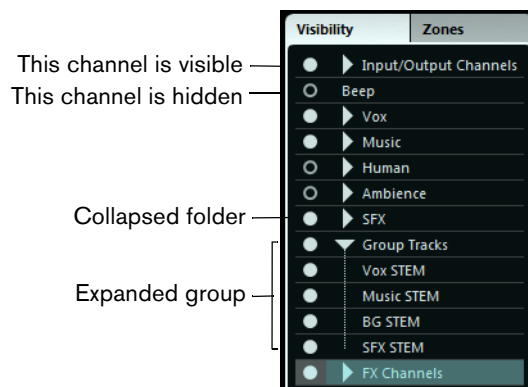 Visibility Zones
This channel is visible
Input/Output Channels
This channel is hidden
Beep
Vox
Music
Human
Ambience
Collapsed folder
SFX
Group Tracks
Vox STEM
Expanded group
Music STEM
BG STEM
SFX STEM
FX Channels